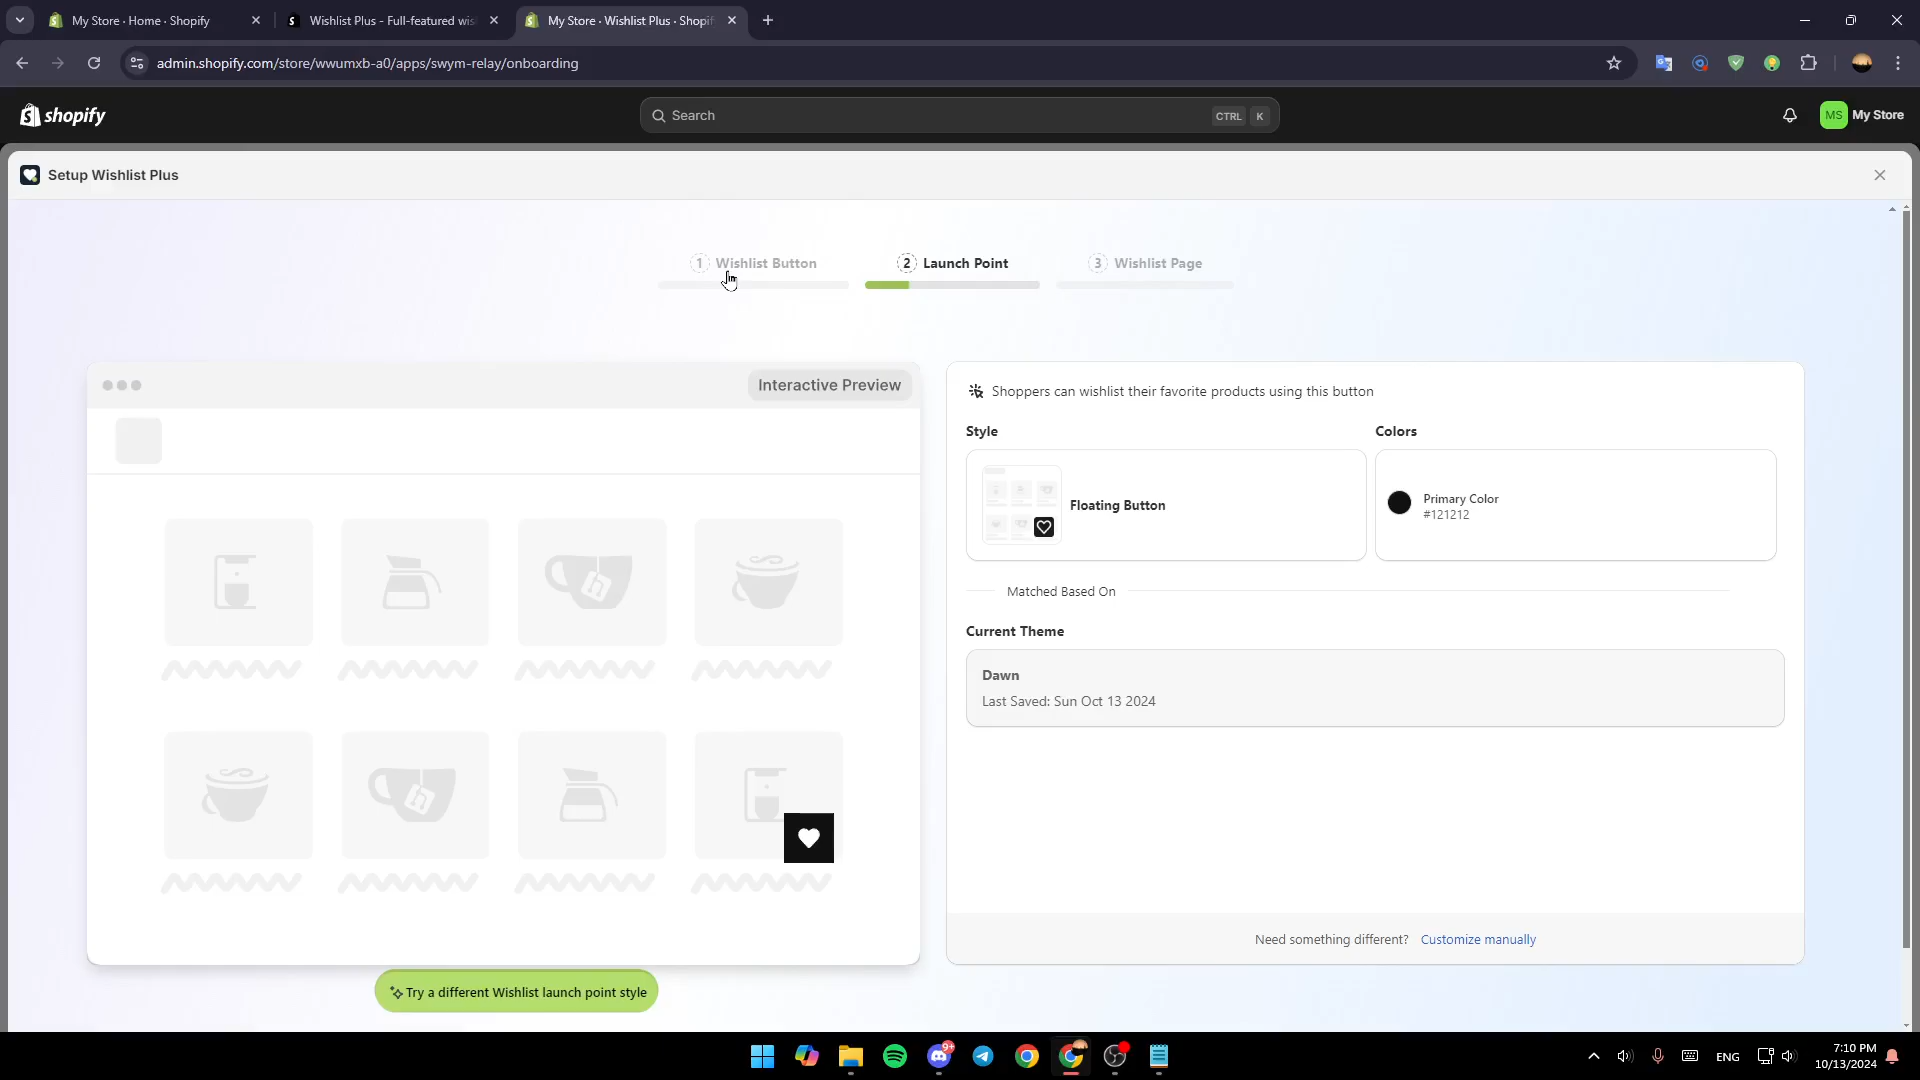 My Store · Home · Shopify
Wishlist Plus - Full-featured wis
My Store · Wishlist Plus · Shopif
admin.shopify.com/store/wwumxb-a0/apps/swym-relay/onboarding
shopify
Search
CTRL K
MS My Store
Setup Wishlist Plus
1 Wishlist Button
2 Launch Point
3 Wishlist Page
Interactive Preview
Shoppers can wishlist their favorite products using this button
Style
Colors
Floating Button
Primary Color
#121212
Matched Based On
Current Theme
Dawn
Last Saved: Sun Oct 13 2024
Need something different? Customize manually
Try a different Wishlist launch point style
9+
ENG
7:10 PM
10/13/2024